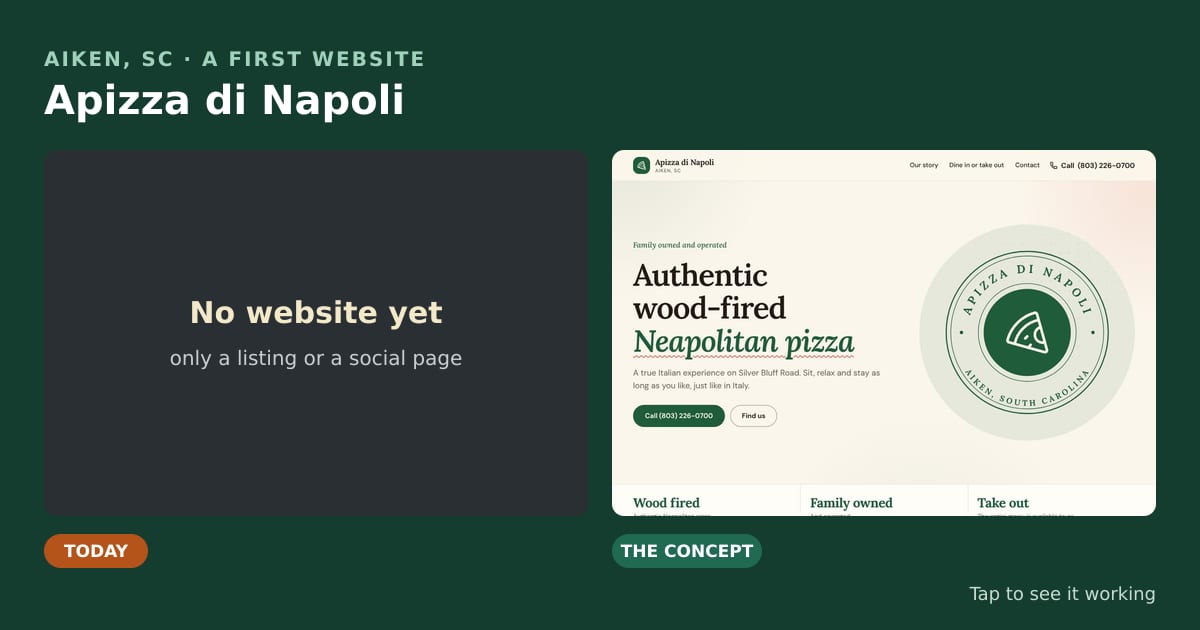 AIKEN, SC · A FIRST WEBSITE
Apizza di Napoli
No website yet
only a listing or a social page
TODAY
Apizza di Napoli
AIKEN, SC
Our story
Dine in or take out
Contact
Call (803) 226-0700
Family owned and operated
Authentic
wood-fired
Neapolitan pizza
A true Italian experience on Silver Bluff Road. Sit, relax and stay as
long as you like, just like in Italy.
Call (803) 226-0700
Find us
APIZZA DI NAPOLI
AIKEN, SOUTH CAROLINA
Wood fired
Family owned
Take out
THE CONCEPT
Tap to see it working